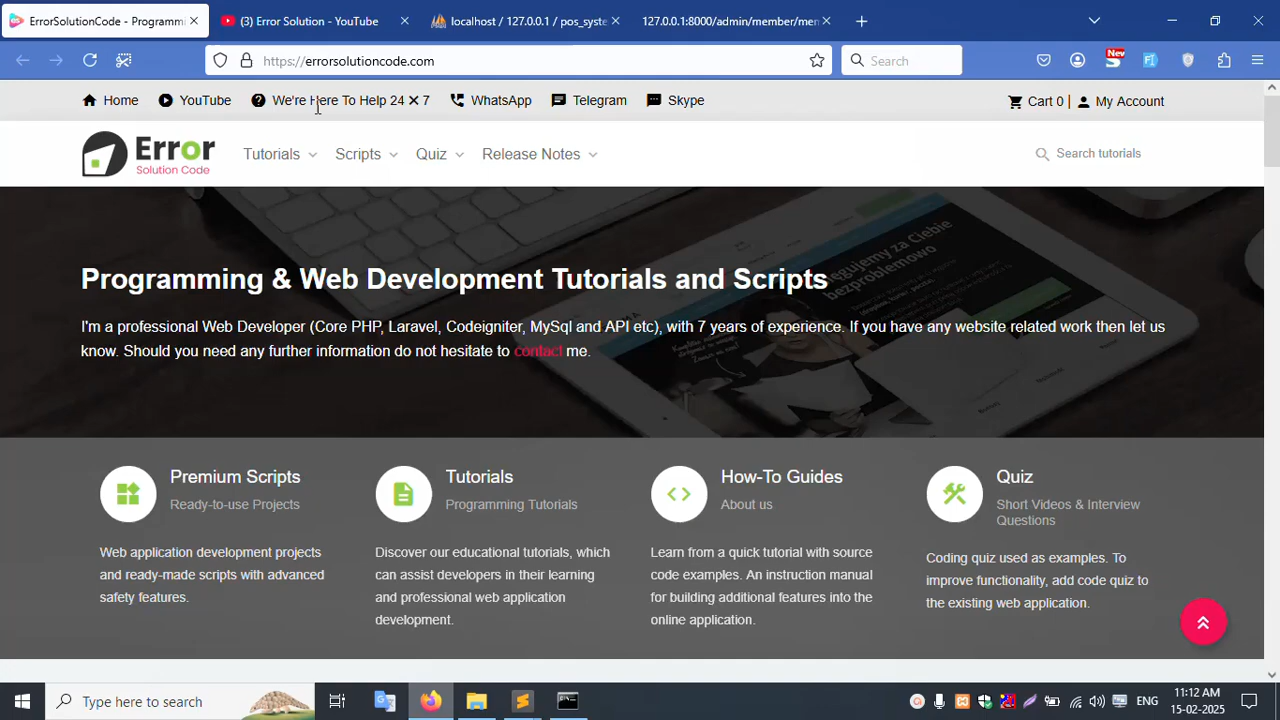 ErrorSolutionCode - Programm
(3) Error Solution - YouTube
localhost / 127.0.0.1 / pos_syste
127.0.0.1:8000/admin/member/mem
https://errorsolutioncode.com
Search
New
Home
YouTube
We're Here To Help 24 ✕ 7
WhatsApp
Telegram
Skype
Cart 0 |
My Account
Error
Solution Code
Tutorials
Scripts
Quiz
Release Notes
Search tutorials
Programming & Web Development Tutorials and Scripts
I'm a professional Web Developer (Core PHP, Laravel, Codeigniter, MySql and API etc), with 7 years of experience. If you have any website related work then let us
know. Should you need any further information do not hesitate to contact me.
Premium Scripts
Ready-to-use Projects
Web application development projects
and ready-made scripts with advanced
safety features.
Tutorials
Programming Tutorials
Discover our educational tutorials, which
can assist developers in their learning
and professional web application
development.
How-To Guides
About us
Learn from a quick tutorial with source
code examples. An instruction manual
for building additional features into the
online application.
Quiz
Short Videos & Interview
Questions
Coding quiz used as examples. To
improve functionality, add code quiz to
the existing web application.
Type here to search
ENG
11:12 AM
15-02-2025